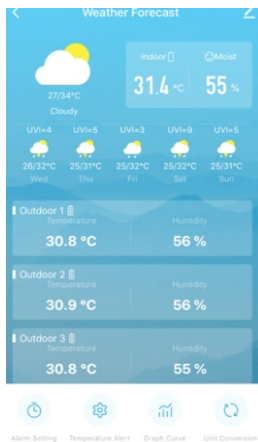 Weather Forecast
Indoor
Moist
27/34°C
31.4 °C
55 %
Cloudy
UVI=4 UVI=5 UVI=3 UVI=9 UVI=5
26/32°C 25/31°C 25/32°C 25/32°C 25/31°C
Wed Thu Fri Sat Sun
Outdoor 1
Temperature Humidity
30.8 °C 56 %
Outdoor 2
Temperature Humidity
30.9 °C 56 %
Outdoor 3
Temperature Humidity
30.8 °C 55 %
Alarm Setting Temperature Alert Graph Curve Unit Conversion